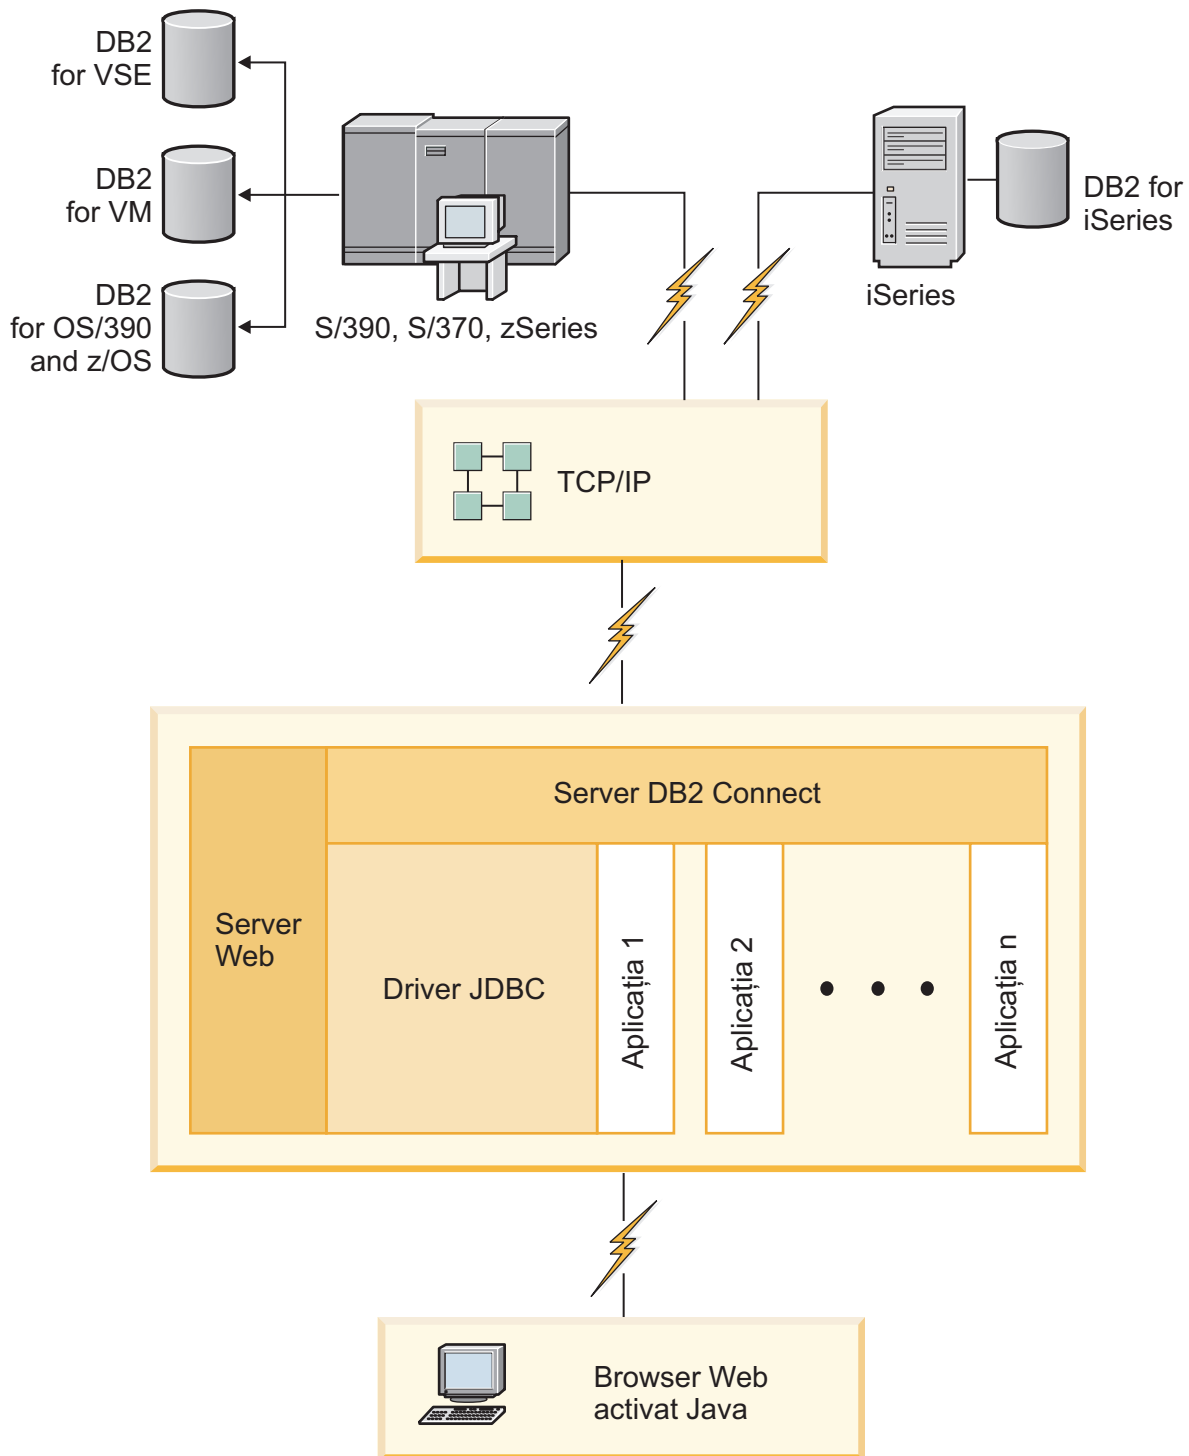 DB2
for VSE
DB2
for VM
DB2
for OS/390
and z/OS
S/390, S/370, zSeries
iSeries
DB2 for
iSeries
TCP/IP
Server DB2 Connect
Server
Web
Driver JDBC
Aplicația 1
Aplicația 2
Aplicația n
Browser Web
activat Java